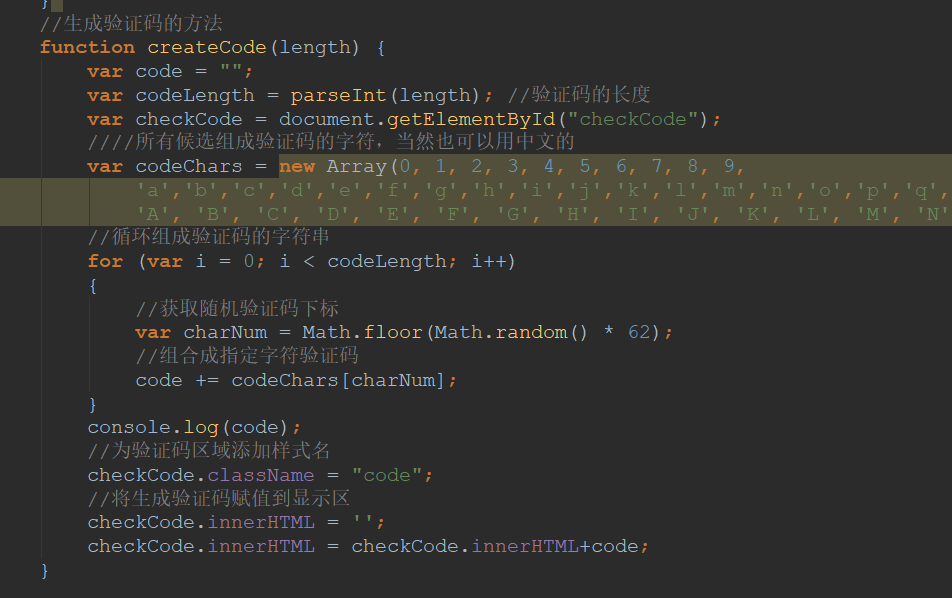 }
//生成验证码的方法
function createCode(length) {
var code = "";
var codeLength = parseInt(length); //验证码的长度
var checkCode = document.getElementById("checkCode");
////所有候选组成验证码的字符，当然也可以用中文的
var codeChars = new Array(0, 1, 2, 3, 4, 5, 6, 7, 8, 9,
'a','b','c','d','e','f','g','h','i','j','k','l','m','n','o','p','q',
'A', 'B', 'C', 'D', 'E', 'F', 'G', 'H', 'I', 'J', 'K', 'L', 'M', 'N'
//循环组成验证码的字符串
for (var i = 0; i < codeLength; i++)
{
//获取随机验证码下标
var charNum = Math.floor(Math.random() * 62);
//组合成指定字符验证码
code += codeChars[charNum];
}
console.log(code);
//为验证码区域添加样式名
checkCode.className = "code";
//将生成验证码赋值到显示区
checkCode.innerHTML = '';
checkCode.innerHTML = checkCode.innerHTML+code;
}